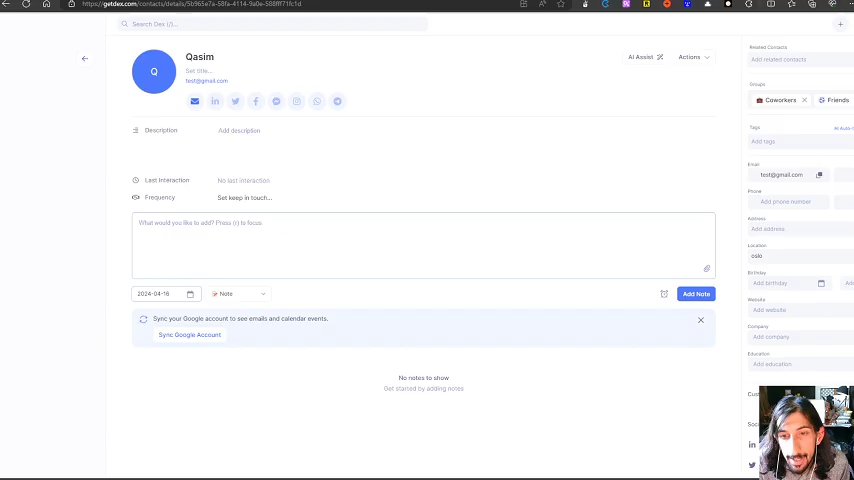 https://getdex.com/contacts/details/5b965e7a-58fa-4114-9a0e-588fff71fc1d
Search Dex (/)...
Q
Qasim
Set title...
test@gmail.com
AI Assist
Actions
Description
Add description
Last Interaction
No last interaction
Frequency
Set keep in touch...
What would you like to add? Press (r) to focus.
2024-04-16
Note
Add Note
Sync your Google account to see emails and calendar events.
Sync Google Account
No notes to show
Get started by adding notes
Related Contacts
Add related contacts
Groups
Coworkers
Friends
Tags
Add tags
Email
test@gmail.com
Phone
Add phone number
Address
Add address
Location
oslo
Birthday
Add birthday
Website
Add website
Company
Add company
Education
Add education